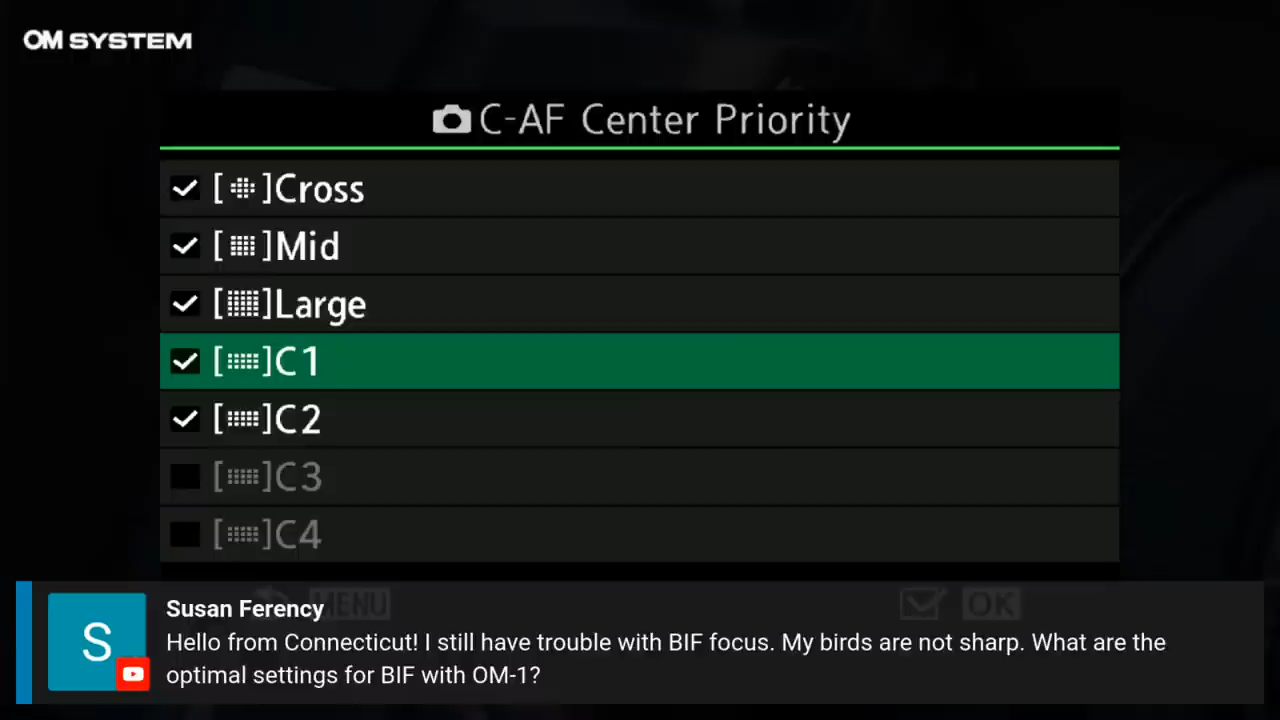 OM SYSTEM
C-AF Center Priority
[ ]Cross
[ ]Mid
[ ]Large
[ ]C1
[ ]C2
[ ]C3
[ ]C4
MENU
OK
S
Susan Ferency
Hello from Connecticut! I still have trouble with BIF focus. My birds are not sharp. What are the
optimal settings for BIF with OM-1?